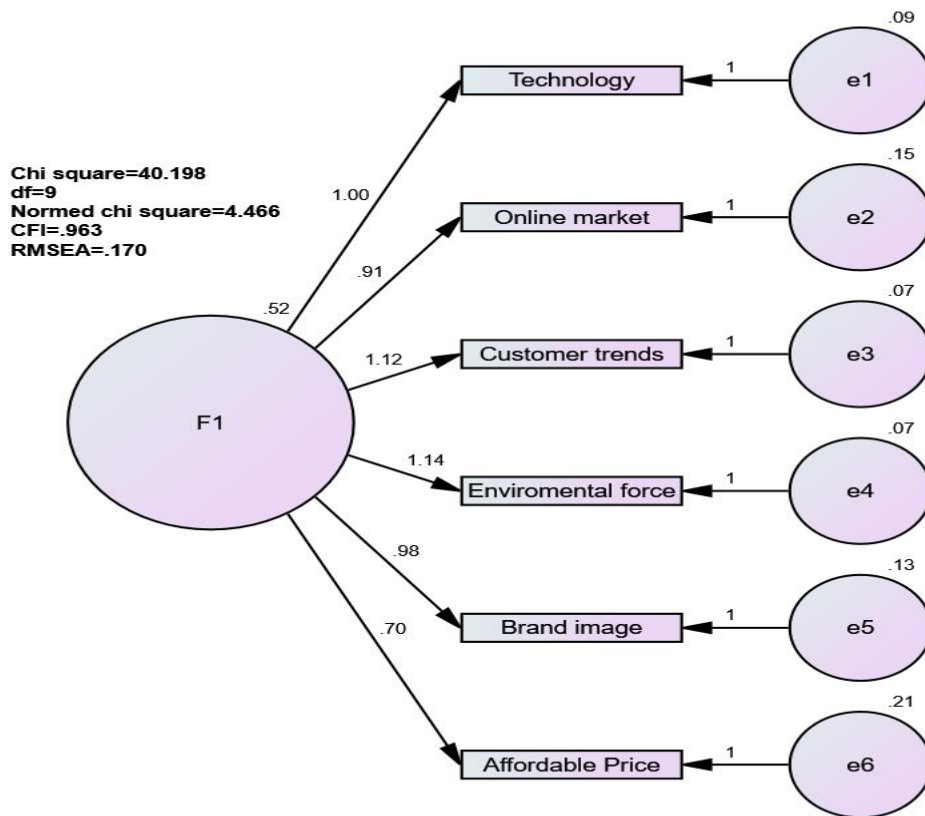 .09
Technology
1
e1
Chi square=40.198
df=9
Normed chi square=4.466
CFI=.963
RMSEA=.170
1.00
.15
Online market
1
e2
.91
.52
.07
Customer trends
1
e3
1.12
F1
.07
1.14
Enviromental force
1
e4
.98
.13
Brand image
1
e5
.70
.21
Affordable Price
1
e6